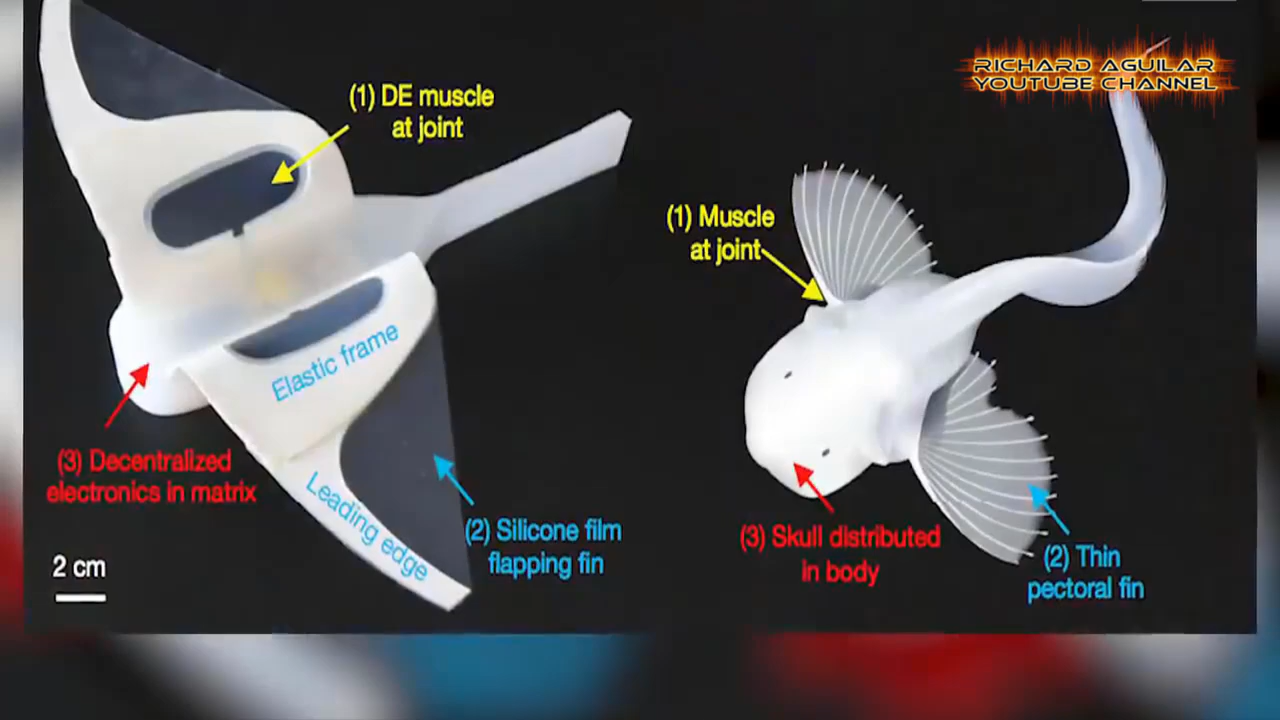 RICHARD AGUILAR
YOUTUBE CHANNEL
(1) DE muscle
at joint
Elastic frame
(3) Decentralized
electronics in matrix
Leading edge
(2) Silicone film
flapping fin
2 cm
(1) Muscle
at joint
(3) Skull distributed
in body
(2) Thin
pectoral fin